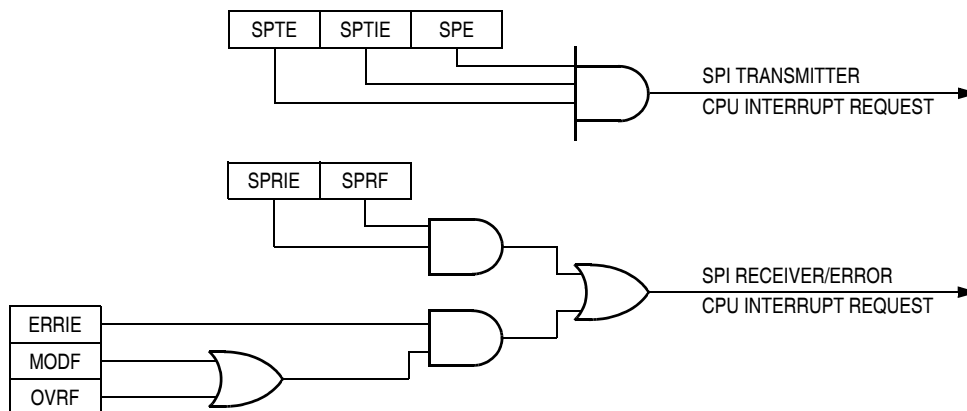 SPTE SPTIE SPE
SPI TRANSMITTER
CPU INTERRUPT REQUEST
SPRIE SPRF
SPI RECEIVER/ERROR
CPU INTERRUPT REQUEST
ERRIE
MODF
OVRF